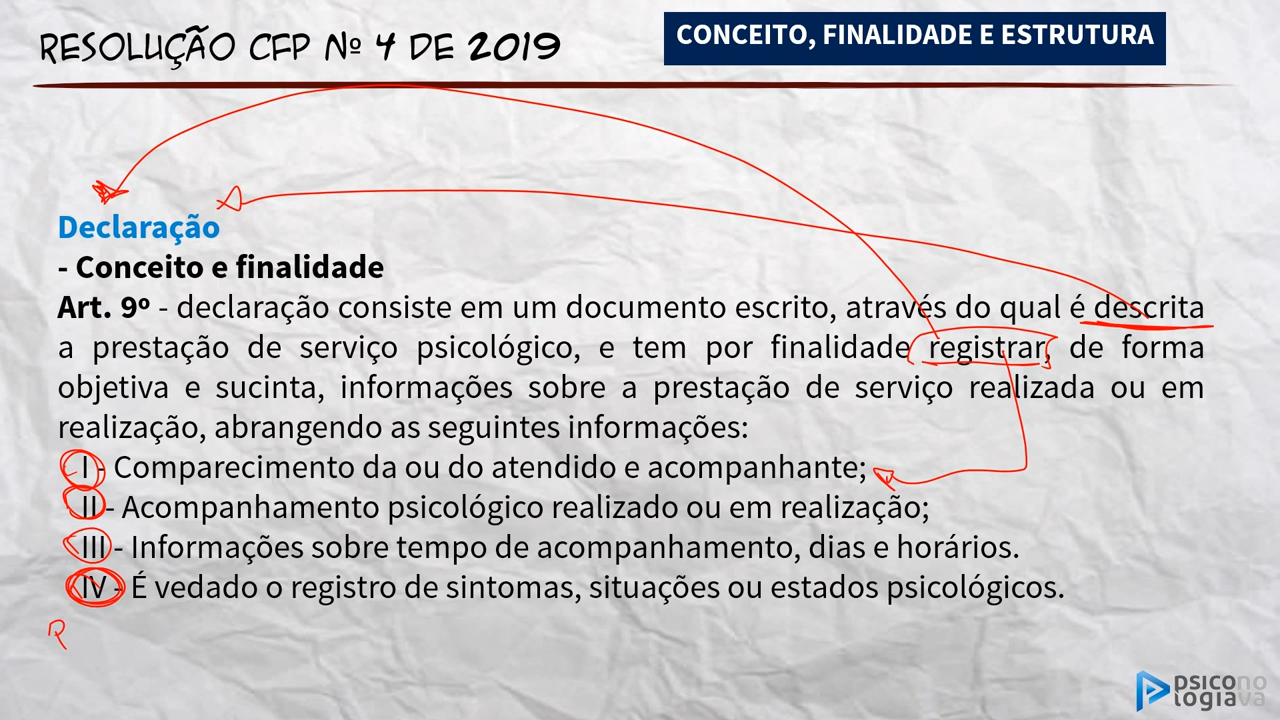 RESOLUÇÃO CFP Nº 4 DE 2019
CONCEITO, FINALIDADE E ESTRUTURA
Declaração
- Conceito e finalidade
Art. 9º - declaração consiste em um documento escrito, através do qual é descrita
a prestação de serviço psicológico, e tem por finalidade registrar, de forma
objetiva e sucinta, informações sobre a prestação de serviço realizada ou em
realização, abrangendo as seguintes informações:
I - Comparecimento da ou do atendido e acompanhante;
II - Acompanhamento psicológico realizado ou em realização;
III - Informações sobre tempo de acompanhamento, dias e horários.
IV - É vedado o registro de sintomas, situações ou estados psicológicos.
psicono
logiava